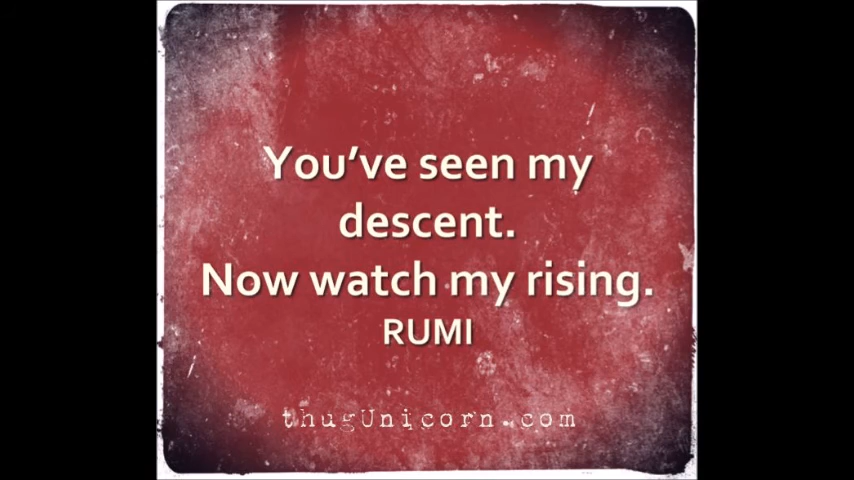 You’ve seen my
descent.
Now watch my rising.
RUMI
thugUnicorn.com